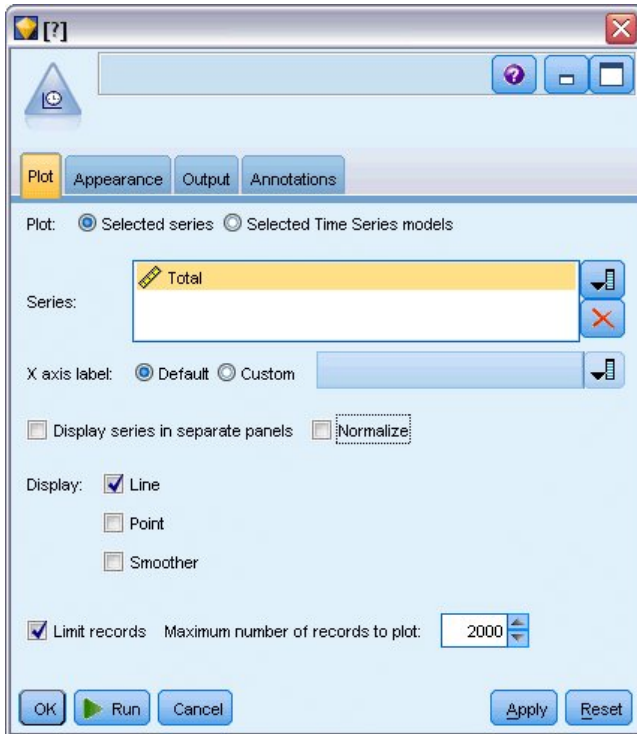 [?]
Plot Appearance Output Annotations
Plot: Selected series Selected Time Series models
Series: Total
X axis label: Default Custom
Display series in separate panels Normalize
Display: Line
Point
Smoother
Limit records Maximum number of records to plot: 2000
OK Run Cancel Apply Reset